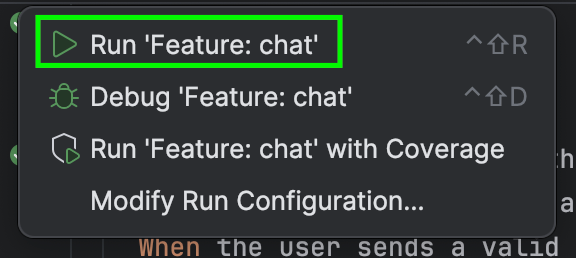 Run 'Feature: chat' ^⇧R
Debug 'Feature: chat' ^⇧D
Run 'Feature: chat' with Coverage
th
Modify Run Configuration...
a
When the user sends a valid